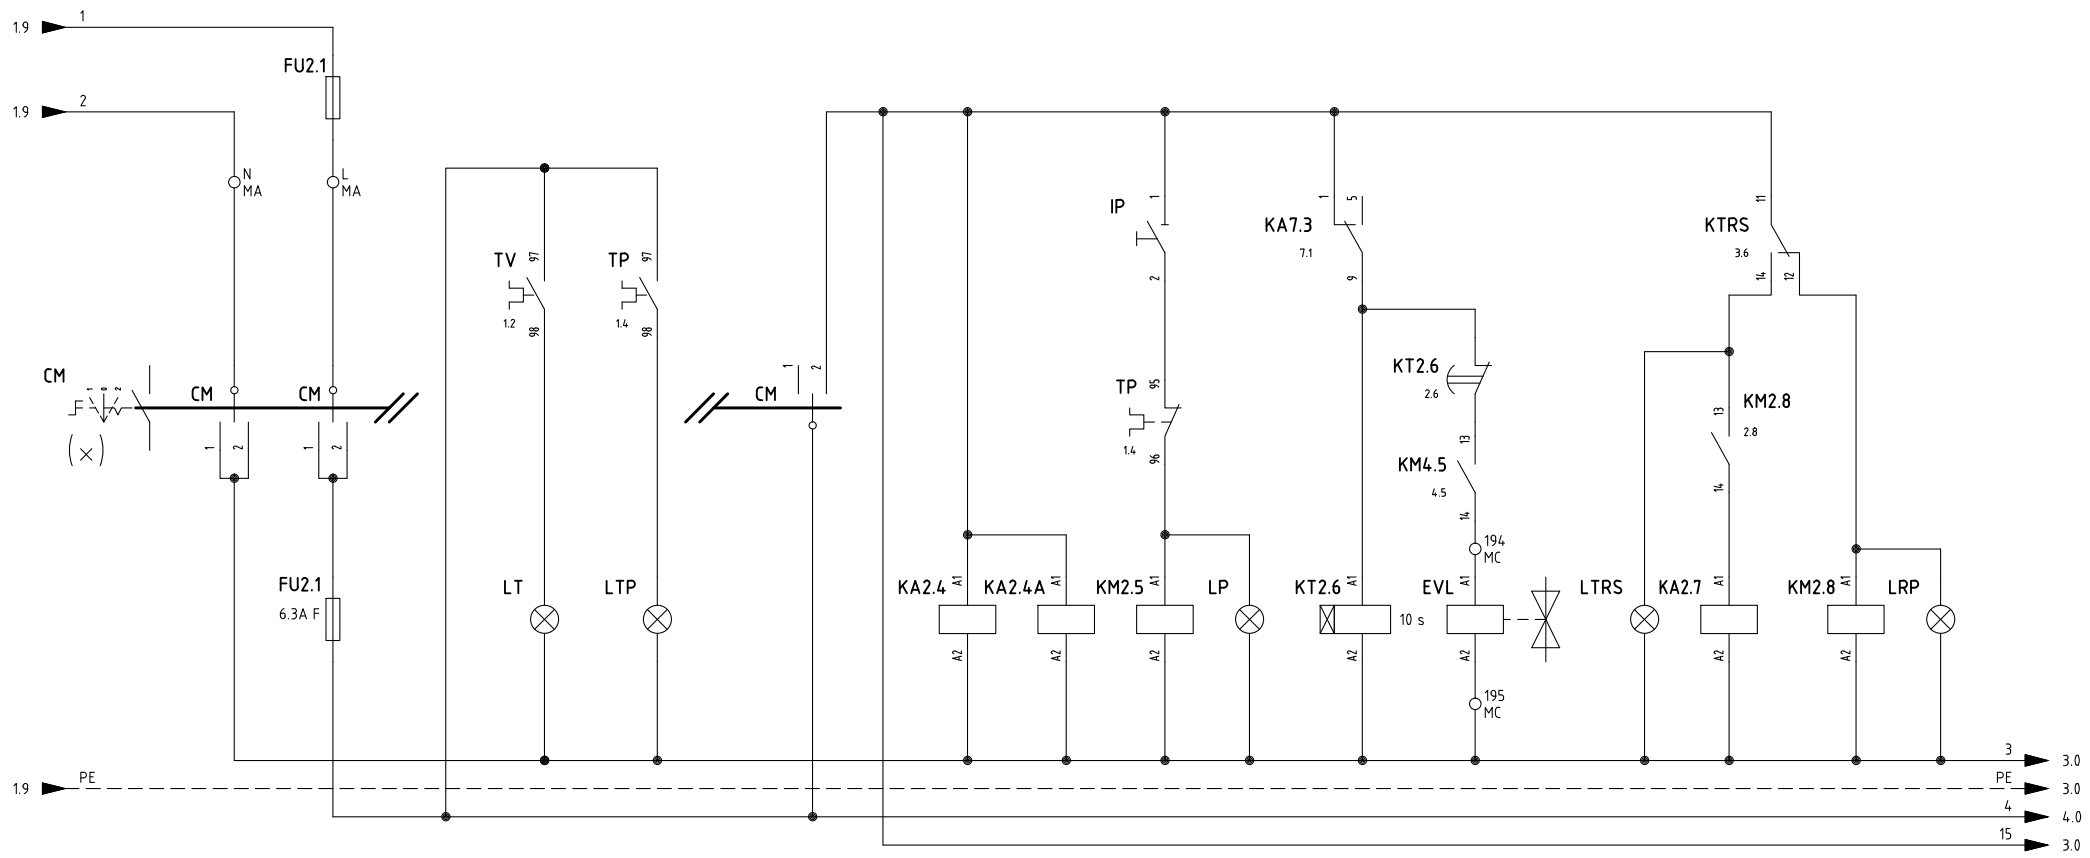 1.9
1
FU2.1
1.9
2
N
MA
L
MA
CM
1
0
2
(x)
CM
1
2
CM
1
2
FU2.1
6.3A F
TV
1.2
97
98
TP
1.4
97
98
LT
LTP
CM
1
2
KA2.4
A1
A2
KA2.4A
A1
A2
IP
1
2
TP
1.4
95
96
KM2.5
A1
A2
LP
KA7.3
7.1
1
5
9
KT2.6
A1
A2
10 s
KT2.6
2.6
KM4.5
4.5
13
14
194
MC
EVL
A1
A2
195
MC
KTRS
3.6
11
14
12
LTRS
KM2.8
2.8
13
14
KA2.7
A1
A2
KM2.8
A1
A2
LRP
3
3.0
1.9
PE
PE
3.0
4
4.0
15
3.0